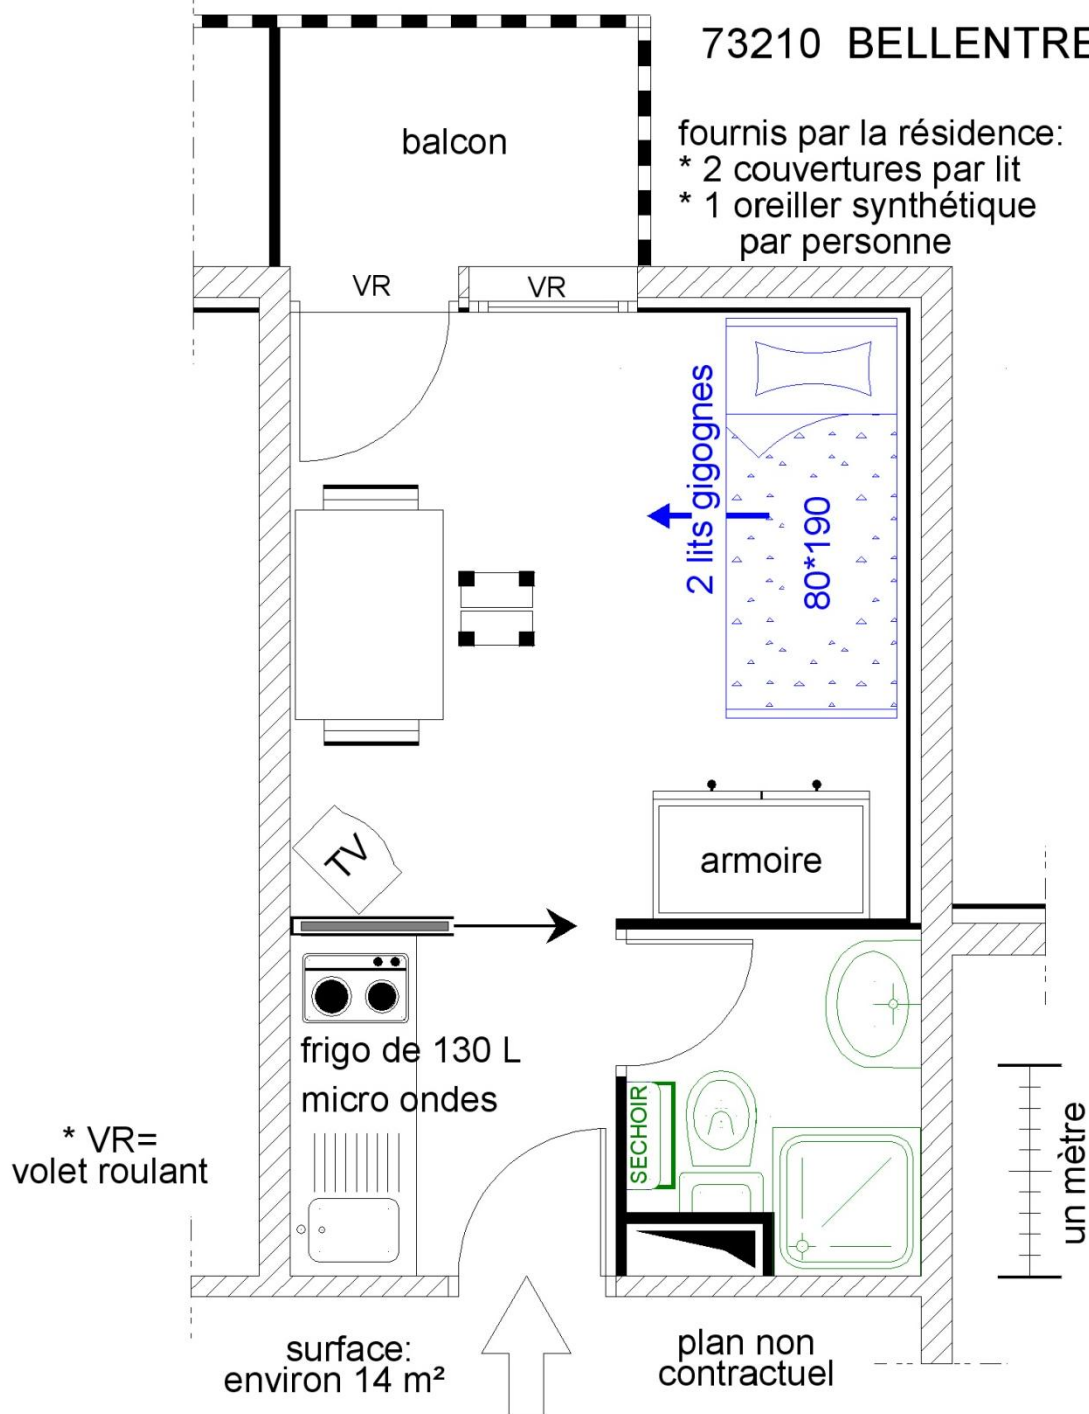 73210 BELLENTRE
balcon
fournis par la résidence:
* 2 couvertures par lit
* 1 oreiller synthétique
par personne
VR
VR
2 lits gigognes
80*190
TV
armoire
frigo de 130 L
micro ondes
SECHOIR
* VR=
volet roulant
un mètre
surface:
environ 14 m²
plan non
contractuel